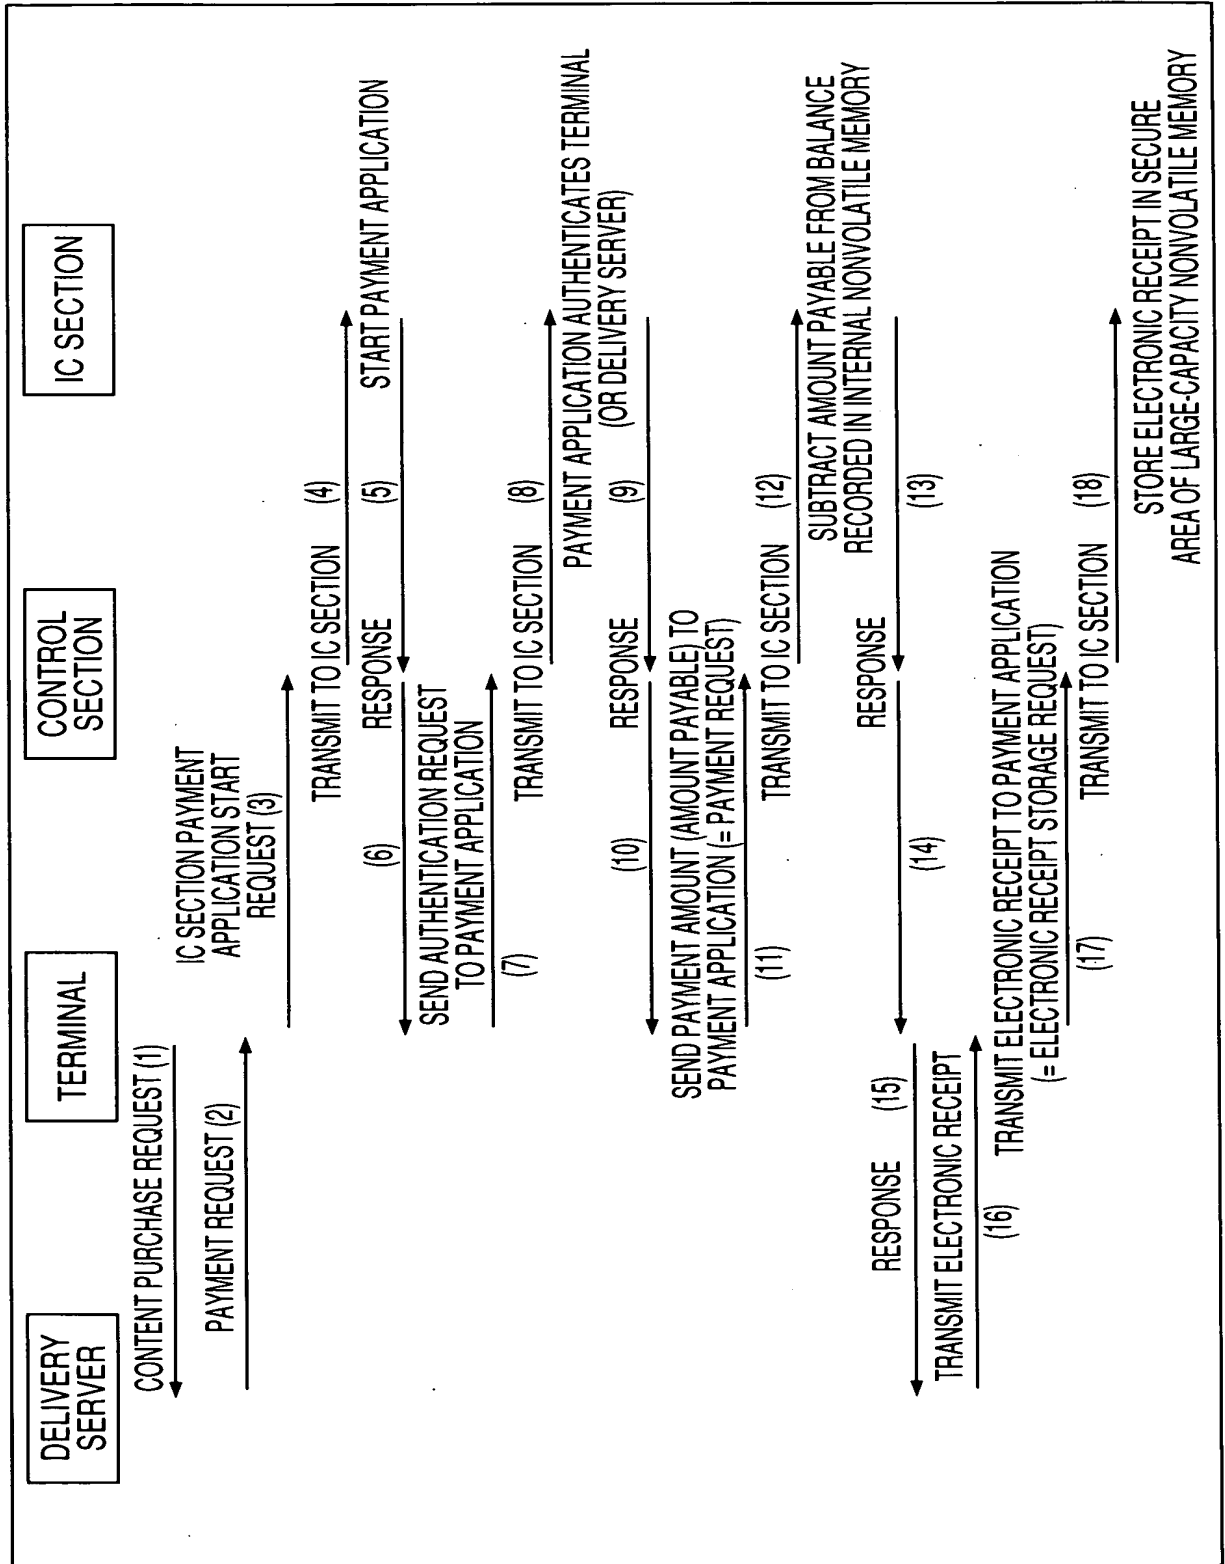 DELIVERY
SERVER
TERMINAL
CONTROL
SECTION
IC SECTION
CONTENT PURCHASE REQUEST (1)
PAYMENT REQUEST (2)
IC SECTION PAYMENT
APPLICATION START
REQUEST (3)
TRANSMIT TO IC SECTION (4)
START PAYMENT APPLICATION
RESPONSE (5)
(6)
SEND AUTHENTICATION REQUEST
TO PAYMENT APPLICATION
(7)
TRANSMIT TO IC SECTION (8)
PAYMENT APPLICATION AUTHENTICATES TERMINAL
(OR DELIVERY SERVER)
RESPONSE (9)
(10)
SEND PAYMENT AMOUNT (AMOUNT PAYABLE) TO
PAYMENT APPLICATION (= PAYMENT REQUEST)
(11)
TRANSMIT TO IC SECTION (12)
SUBTRACT AMOUNT PAYABLE FROM BALANCE
RECORDED IN INTERNAL NONVOLATILE MEMORY
RESPONSE (13)
(14)
RESPONSE (15)
TRANSMIT ELECTRONIC RECEIPT
(16)
TRANSMIT ELECTRONIC RECEIPT TO PAYMENT APPLICATION
(= ELECTRONIC RECEIPT STORAGE REQUEST)
(17)
TRANSMIT TO IC SECTION (18)
STORE ELECTRONIC RECEIPT IN SECURE
AREA OF LARGE-CAPACITY NONVOLATILE MEMORY